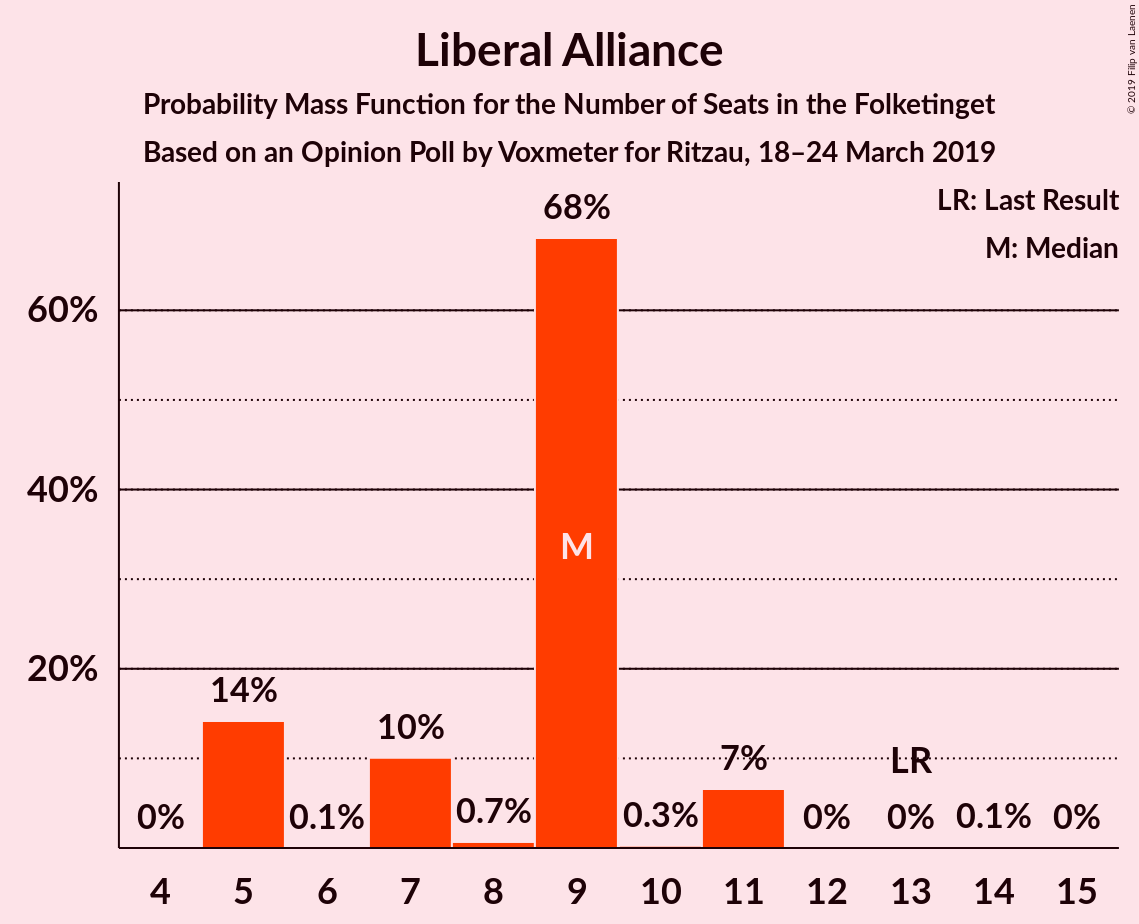 Liberal Alliance
Probability Mass Function for the Number of Seats in the Folketinget
Based on an Opinion Poll by Voxmeter for Ritzau, 18–24 March 2019
© 2019 Filip van Laenen
LR: Last Result
M: Median
60%
40%
20%
0%
14%
0.1%
10%
0.7%
68%
M
0.3%
7%
0%
LR
0%
0.1%
0%
4 5 6 7 8 9 10 11 12 13 14 15